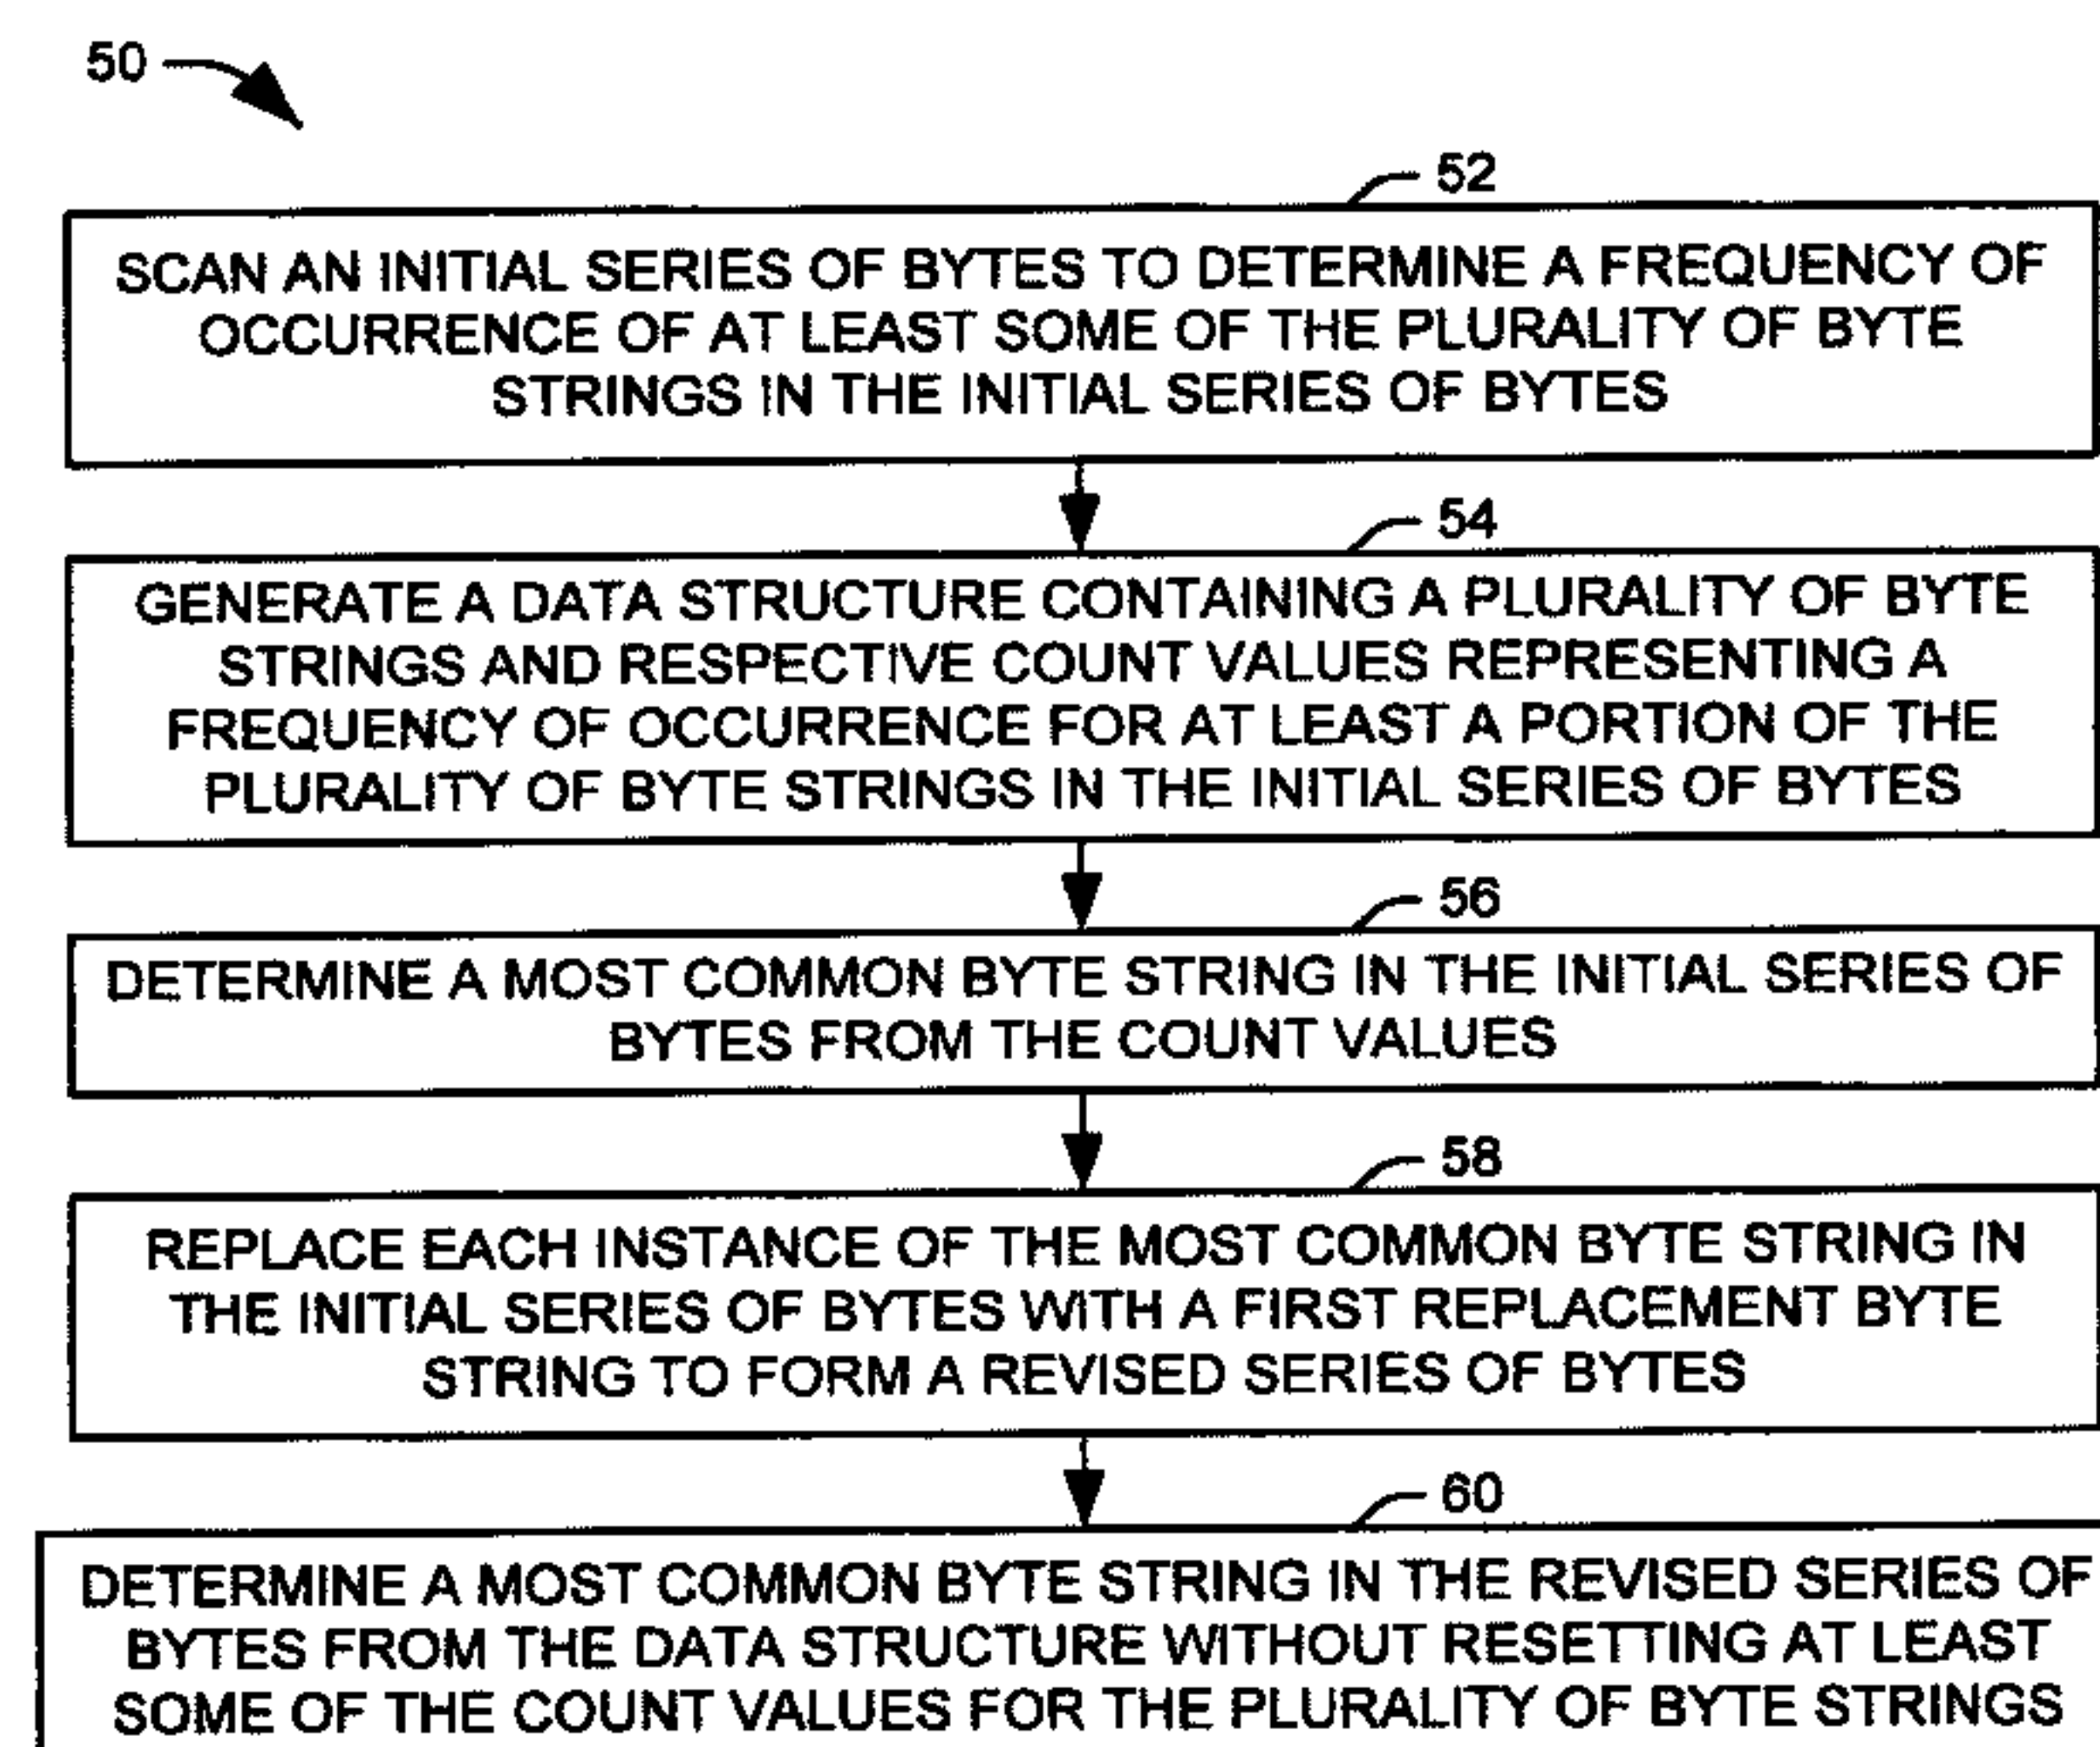 50
52
SCAN AN INITIAL SERIES OF BYTES TO DETERMINE A FREQUENCY OF
OCCURRENCE OF AT LEAST SOME OF THE PLURALITY OF BYTE
STRINGS IN THE INITIAL SERIES OF BYTES
54
GENERATE A DATA STRUCTURE CONTAINING A PLURALITY OF BYTE
STRINGS AND RESPECTIVE COUNT VALUES REPRESENTING A
FREQUENCY OF OCCURRENCE FOR AT LEAST A PORTION OF THE
PLURALITY OF BYTE STRINGS IN THE INITIAL SERIES OF BYTES
56
DETERMINE A MOST COMMON BYTE STRING IN THE INITIAL SERIES OF
BYTES FROM THE COUNT VALUES
58
REPLACE EACH INSTANCE OF THE MOST COMMON BYTE STRING IN
THE INITIAL SERIES OF BYTES WITH A FIRST REPLACEMENT BYTE
STRING TO FORM A REVISED SERIES OF BYTES
60
DETERMINE A MOST COMMON BYTE STRING IN THE REVISED SERIES OF
BYTES FROM THE DATA STRUCTURE WITHOUT RESETTING AT LEAST
SOME OF THE COUNT VALUES FOR THE PLURALITY OF BYTE STRINGS